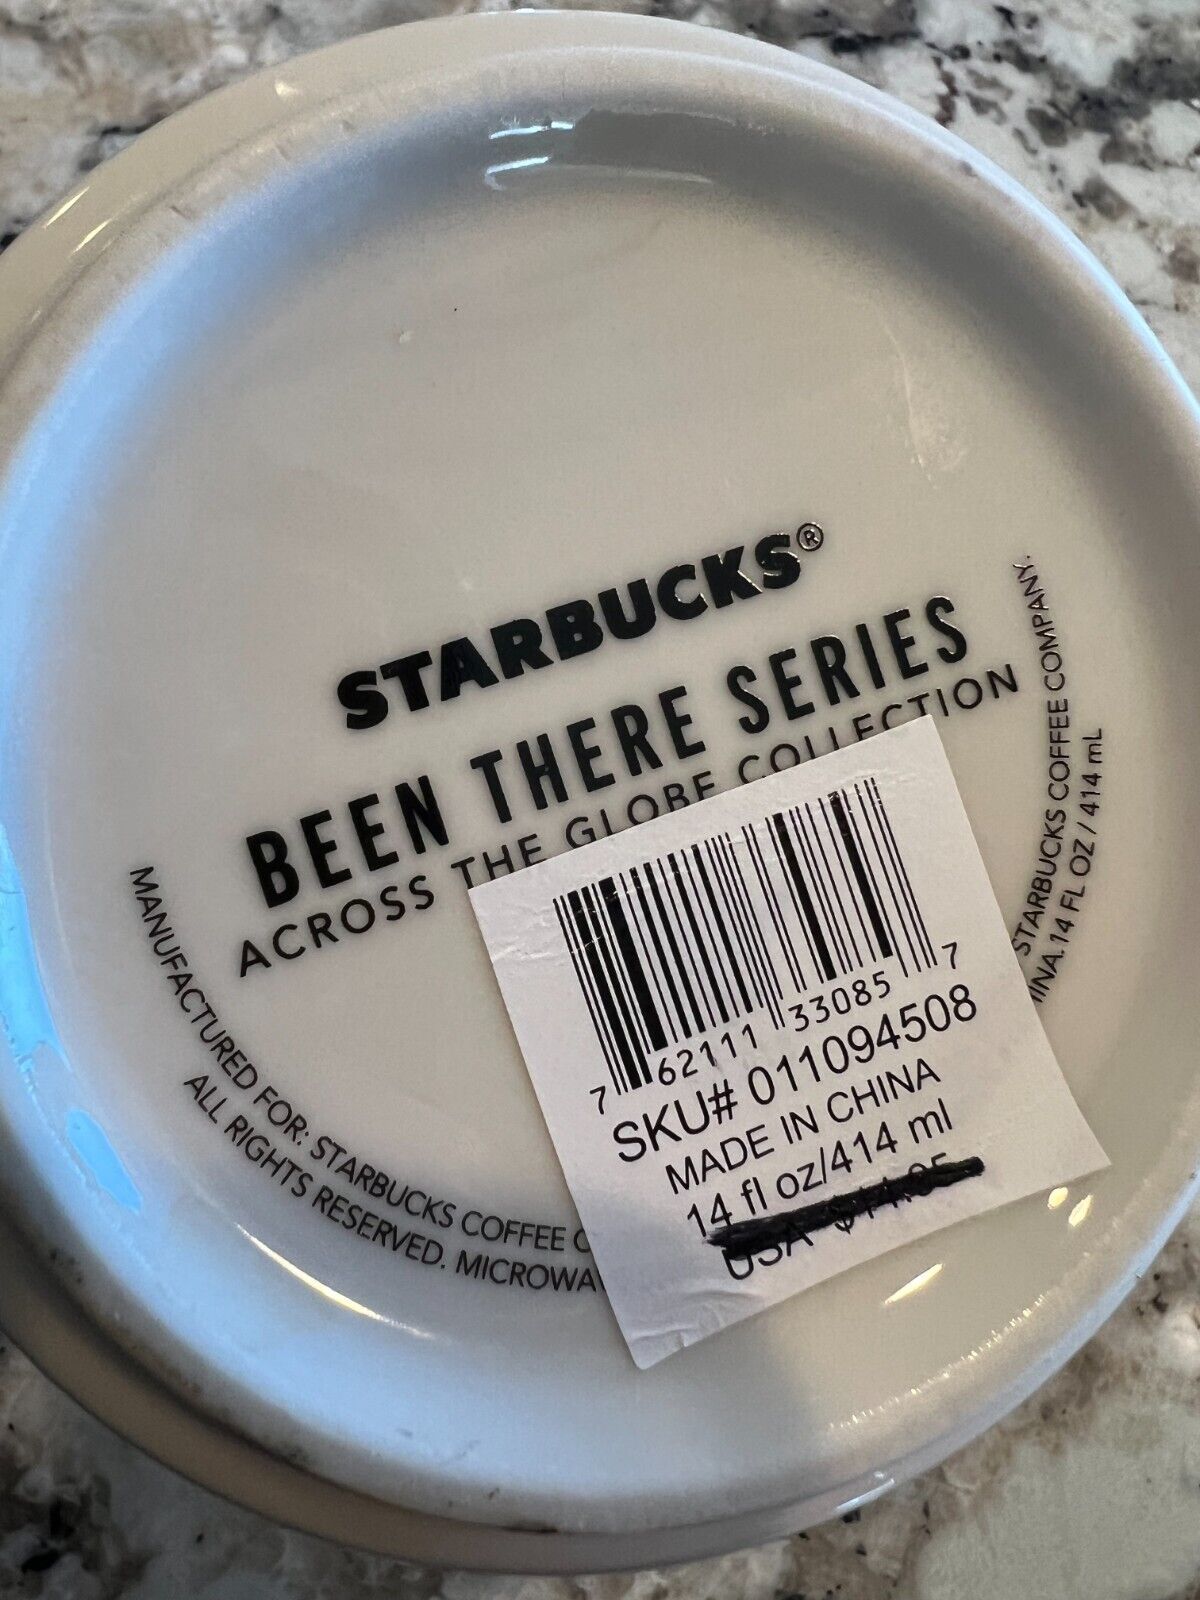 STARBUCKS®
BEEN THERE SERIES
ACROSS THE GLOBE COLLECTION
MANUFACTURED FOR: STARBUCKS COFFEE C
ALL RIGHTS RESERVED. MICROWA
STARBUCKS COFFEE COMPANY.
INA. 14 FL OZ / 414 mL
7 62111 33085 7
SKU# 011094508
MADE IN CHINA
14 fl oz/414 ml
USA